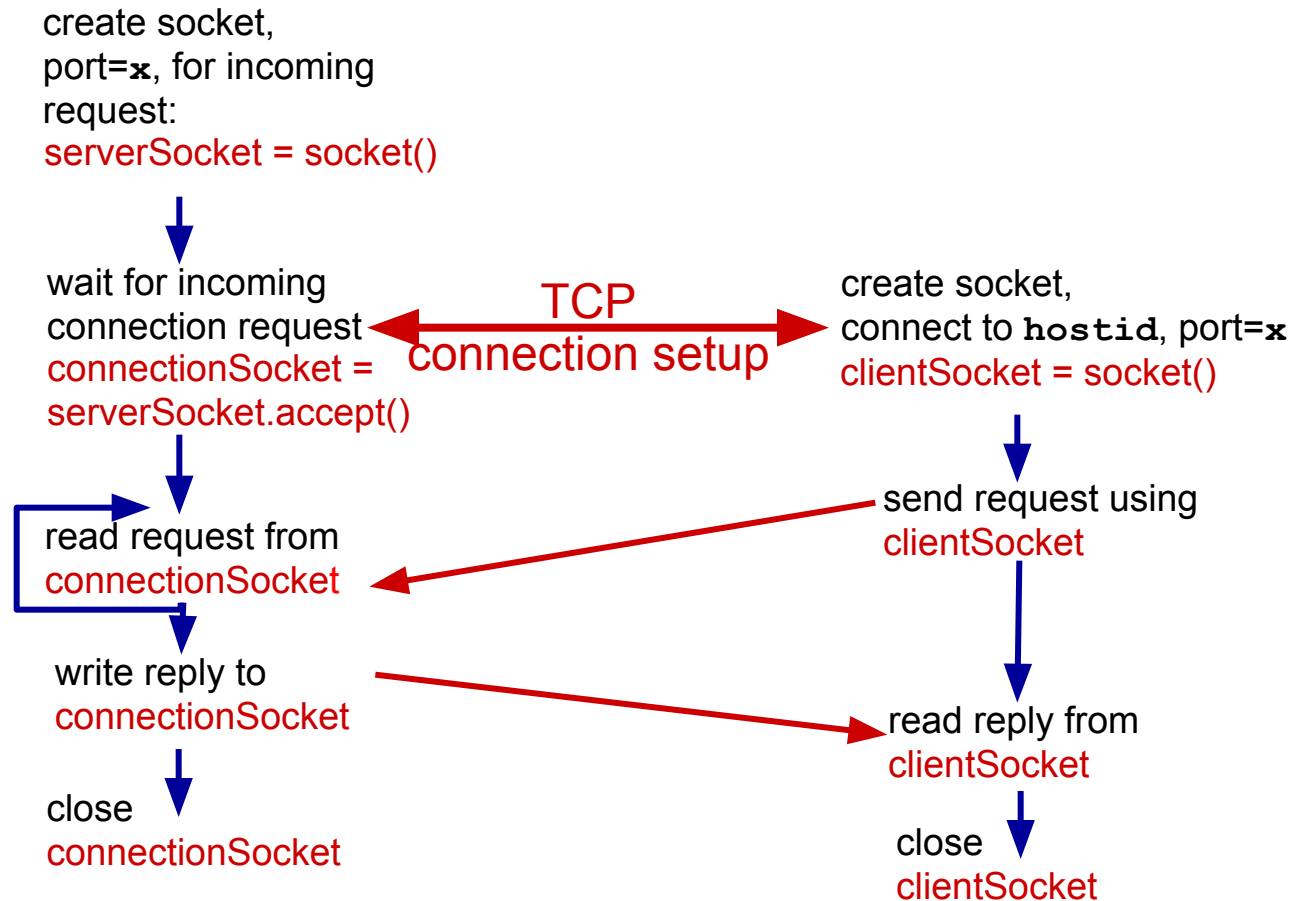 create socket,
port=x, for incoming
request:
serverSocket = socket()
wait for incoming
connection request
connectionSocket =
serverSocket.accept()
TCP
connection setup
create socket,
connect to hostid, port=x
clientSocket = socket()
read request from
connectionSocket
send request using
clientSocket
write reply to
connectionSocket
read reply from
clientSocket
close
connectionSocket
close
clientSocket